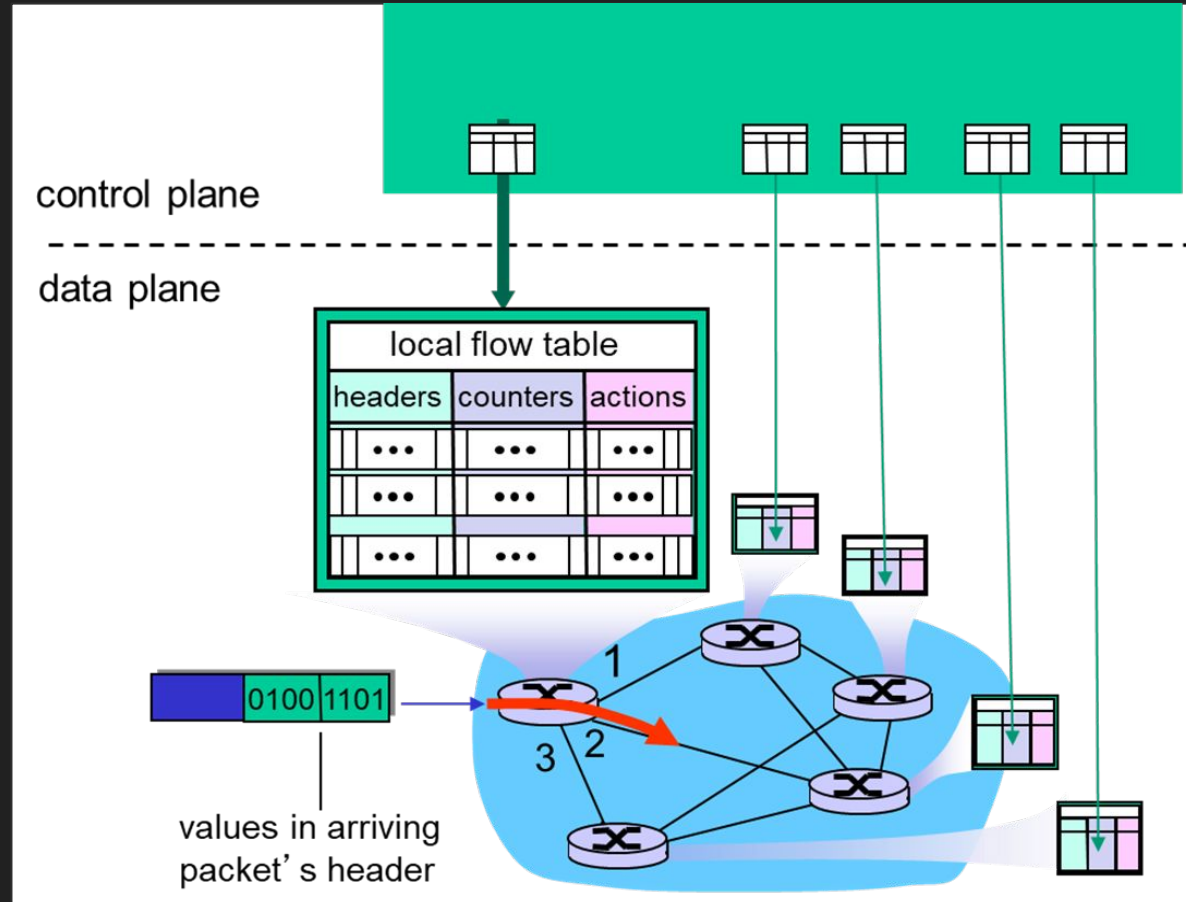 control plane
data plane
local flow table
headers counters actions
••• ••• •••
••• ••• •••
••• ••• •••
1
0100 1101
2
3
values in arriving
packet’s header